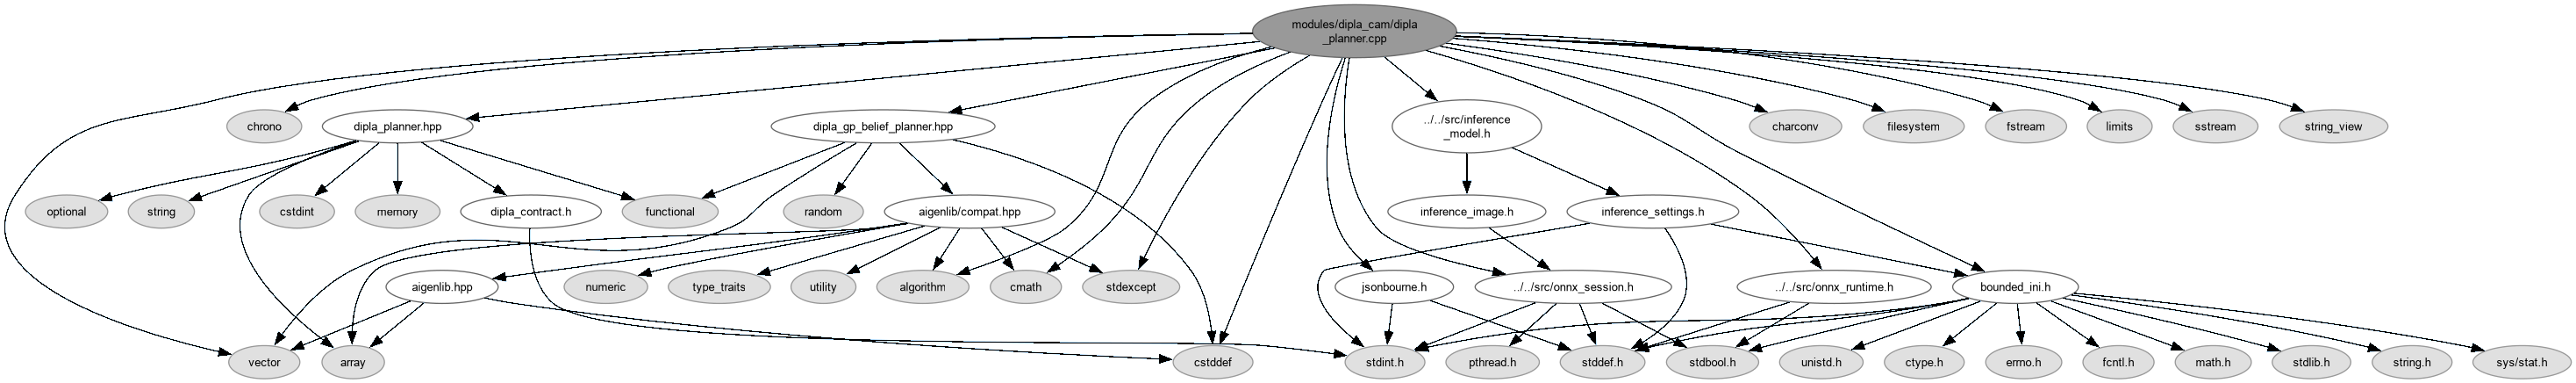 modules/dipla_cam/dipla
_planner.cpp
chrono
dipla_planner.hpp
dipla_gp_belief_planner.hpp
../../src/inference
_model.h
charconv
filesystem
fstream
limits
sstream
string_view
optional
string
cstdint
memory
dipla_contract.h
functional
random
aigenlib/compat.hpp
inference_image.h
inference_settings.h
aigenlib.hpp
numeric
type_traits
utility
algorithm
cmath
stdexcept
jsonbourne.h
../../src/onnx_session.h
../../src/onnx_runtime.h
bounded_ini.h
vector
array
cstddef
stdint.h
pthread.h
stddef.h
stdbool.h
unistd.h
ctype.h
errno.h
fcntl.h
math.h
stdlib.h
string.h
sys/stat.h